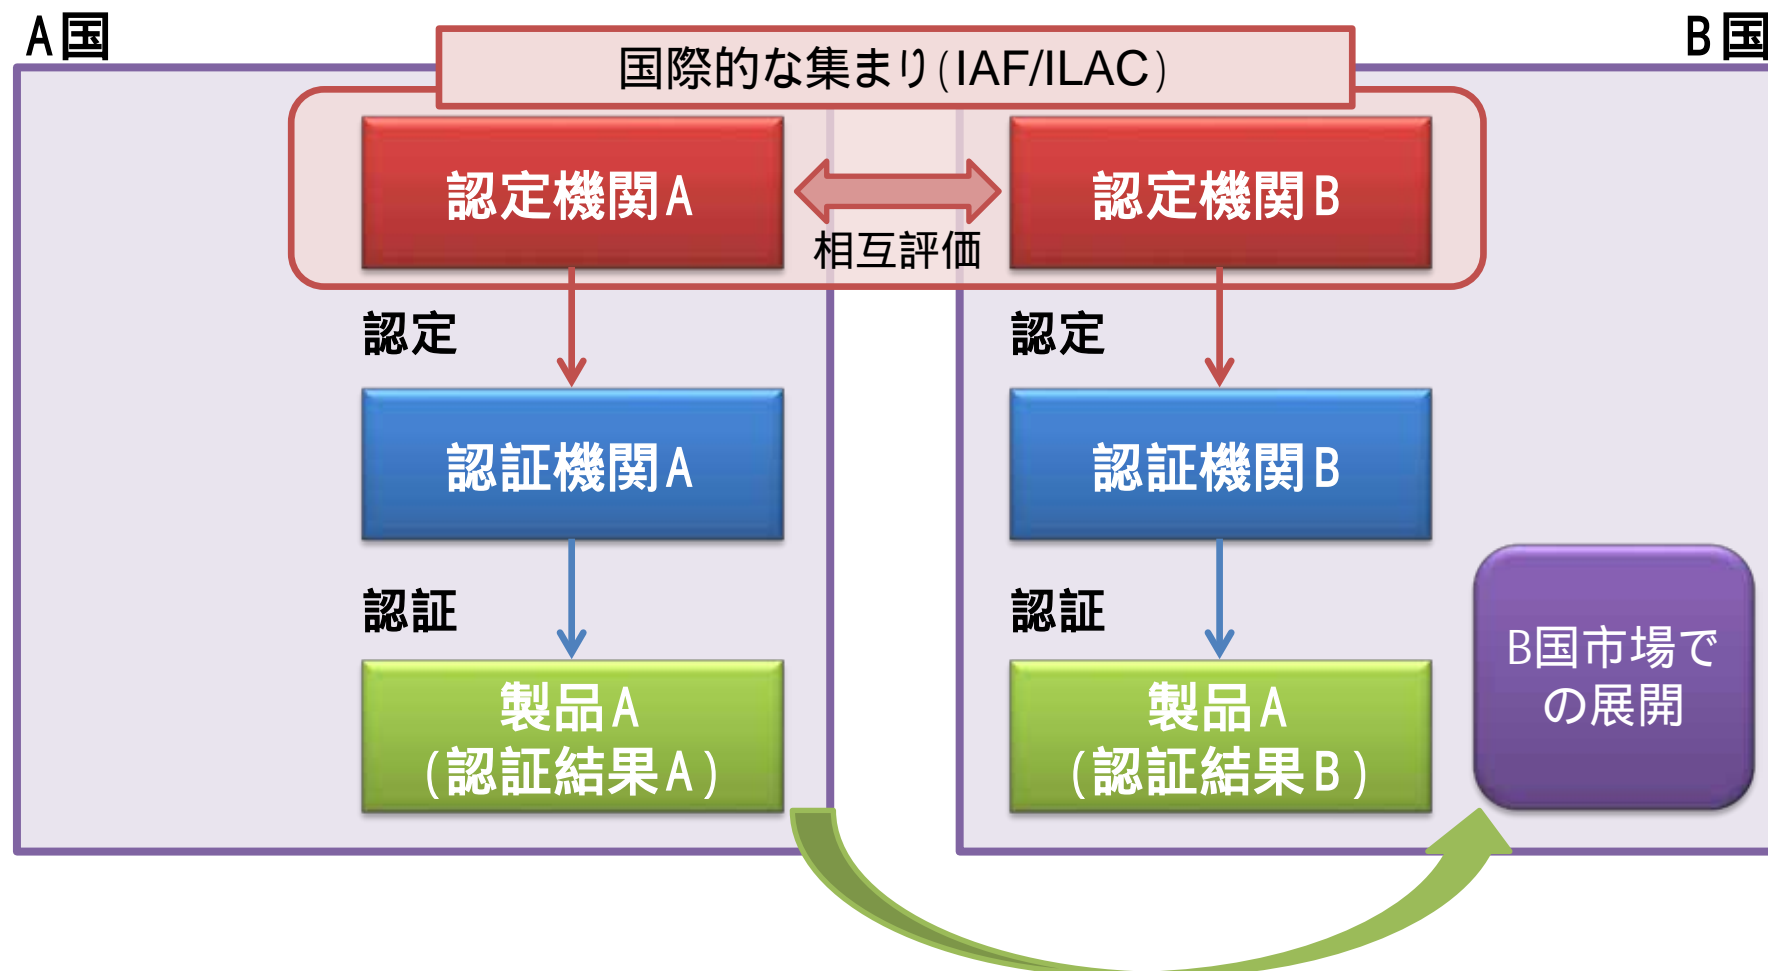 A国
B国
国際的な集まり(IAF/ILAC)
認定機関A
認定機関B
相互評価
認定
認定
認証機関A
認証機関B
認証
認証
製品A
(認証結果A)
製品A
(認証結果B)
B国市場で
の展開